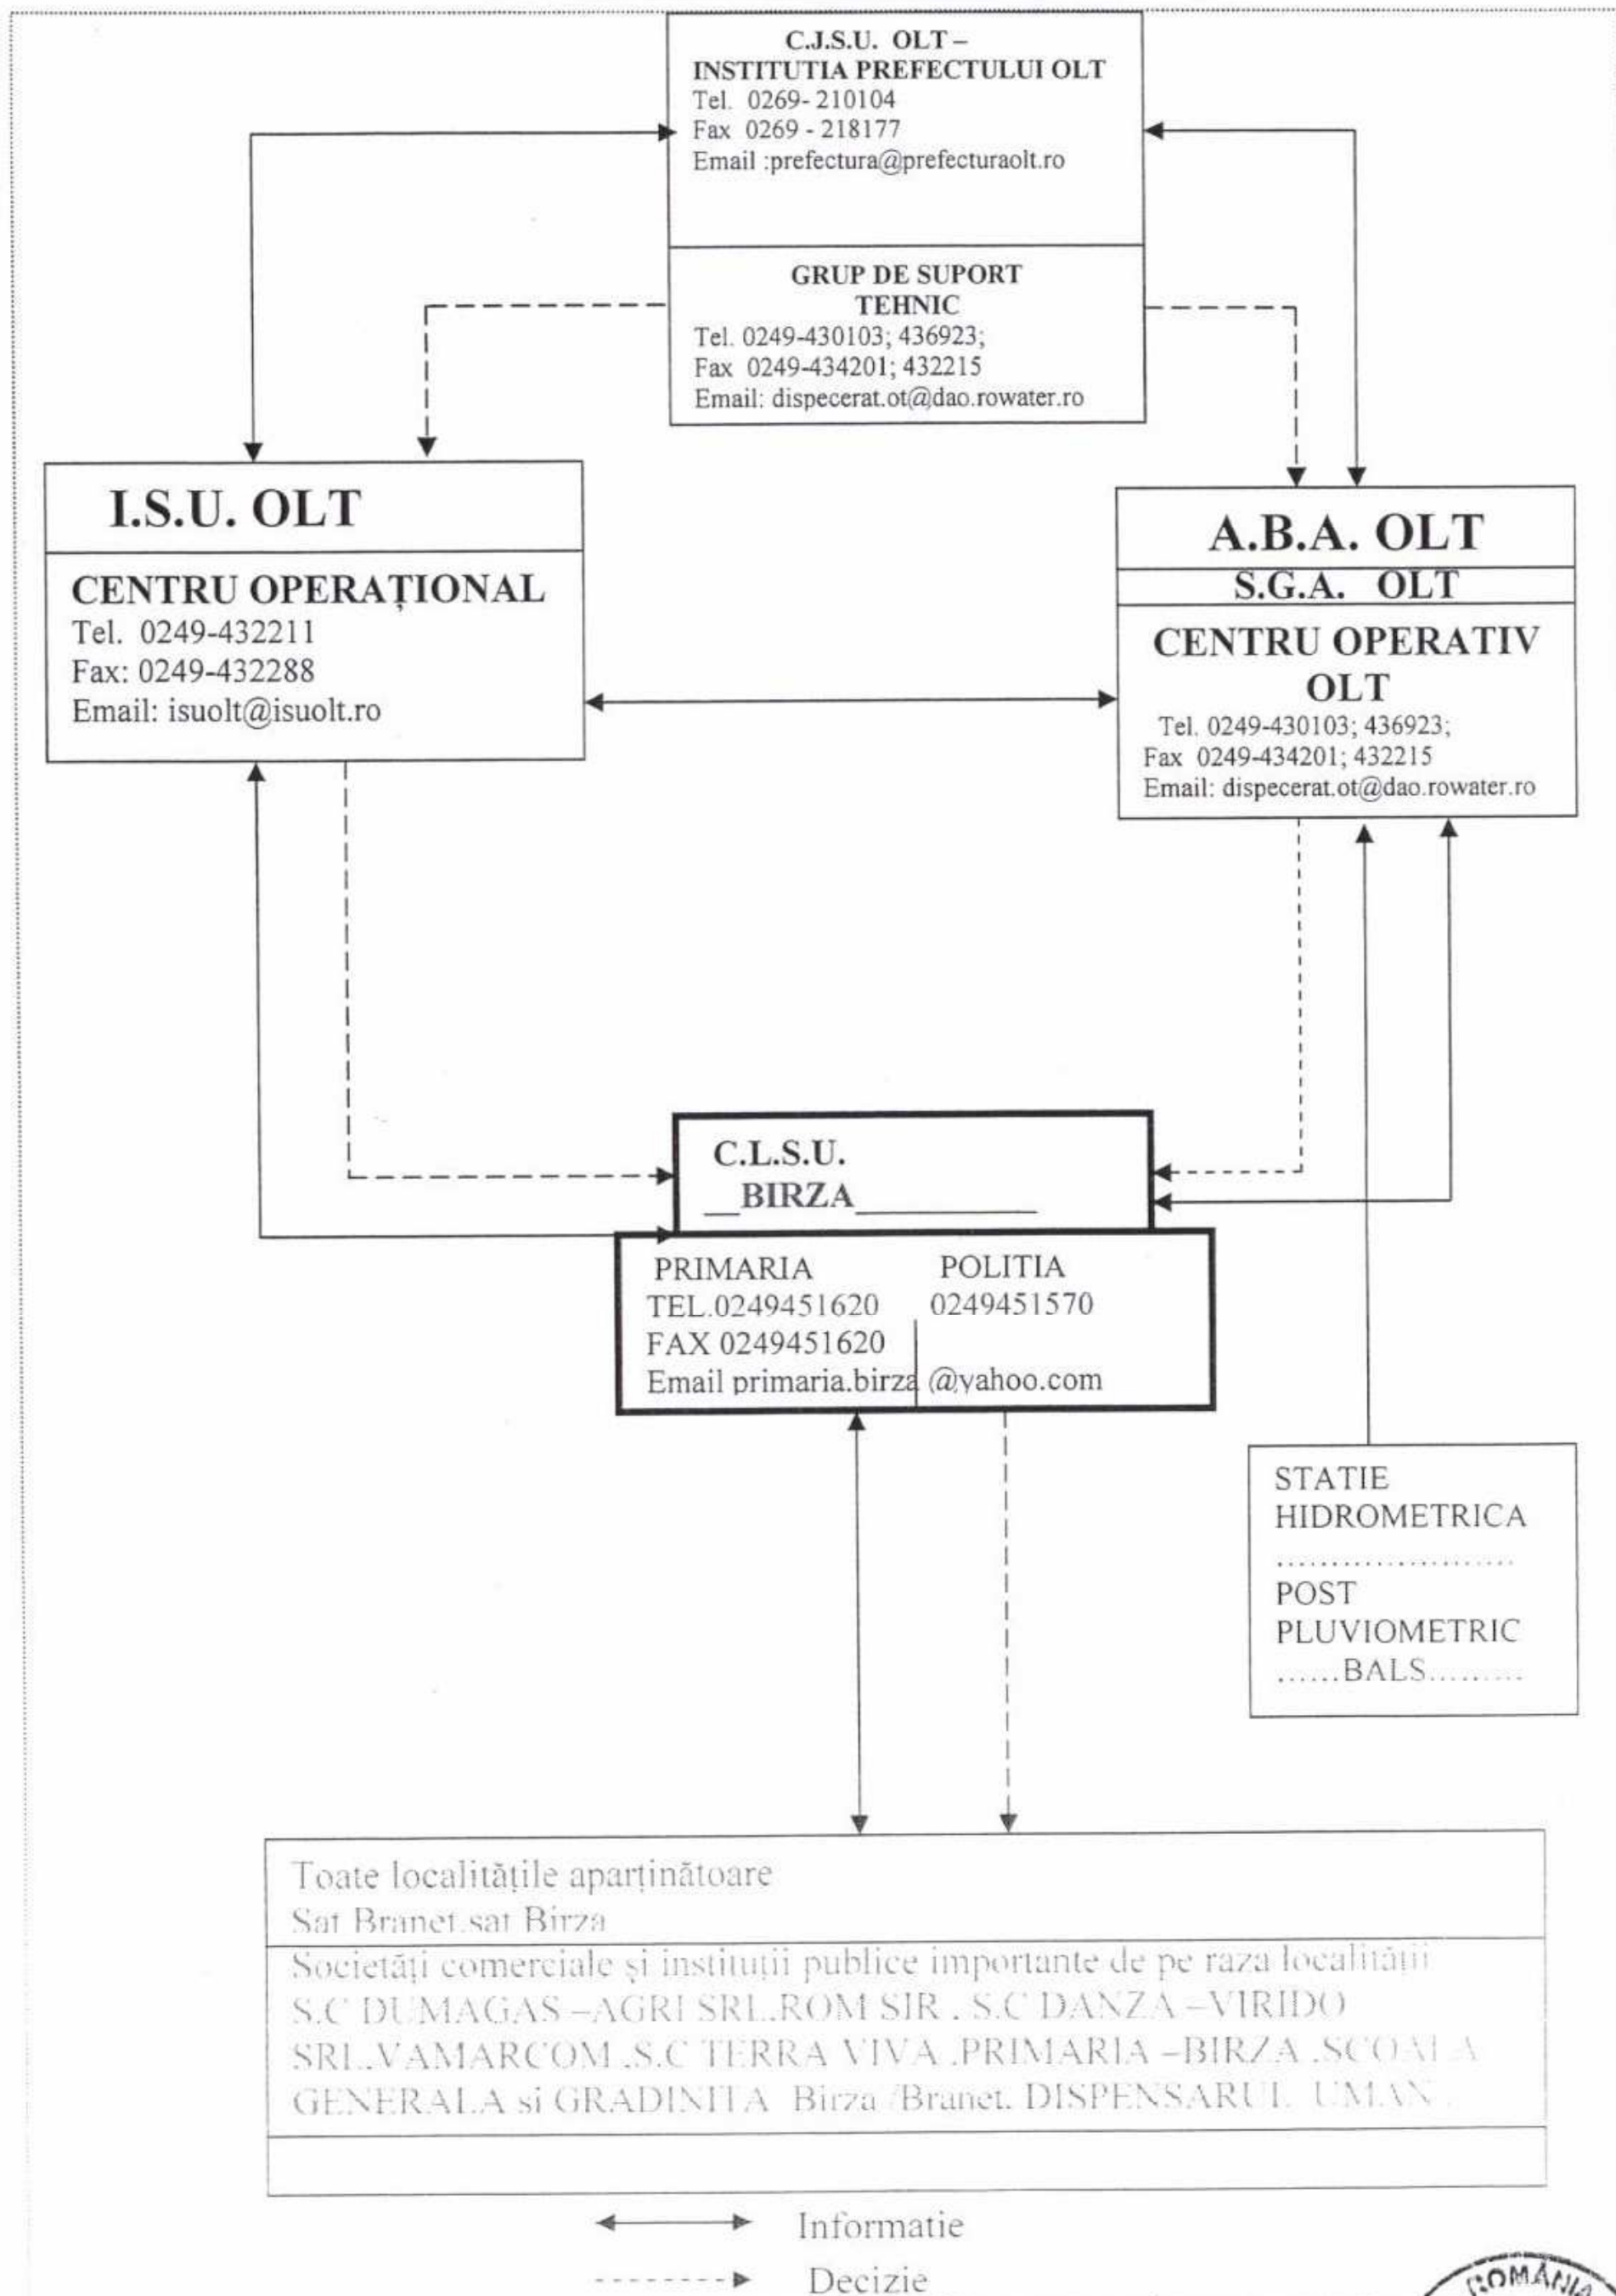 C.J.S.U. OLT –
INSTITUTIA PREFECTULUI OLT
Tel. 0269- 210104
Fax 0269 - 218177
Email :prefectura@prefecturaolt.ro
GRUP DE SUPORT
TEHNIC
Tel. 0249-430103; 436923;
Fax 0249-434201; 432215
Email: dispecerat.ot@dao.rowater.ro
I.S.U. OLT
CENTRU OPERAȚIONAL
Tel. 0249-432211
Fax: 0249-432288
Email: isuolt@isuolt.ro
A.B.A. OLT
S.G.A. OLT
CENTRU OPERATIV
OLT
Tel. 0249-430103; 436923;
Fax 0249-434201; 432215
Email: dispecerat.ot@dao.rowater.ro
C.L.S.U.
__BIRZA__________
PRIMARIA POLITIA
TEL.0249451620 0249451570
FAX 0249451620
Email primaria.birza @yahoo.com
STATIE
HIDROMETRICA
......................
POST
PLUVIOMETRIC
......BALS.........
Toate localitățile aparținătoare
Sat Branet.sat Birza
Societăți comerciale și instituții publice importante de pe raza localității
S.C DUMAGAS –AGRI SRL.ROM SIR . S.C DANZA –VIRIDO
SRL.VAMARCOM .S.C TERRA VIVA .PRIMARIA –BIRZA .SCOALA
GENERALA si GRADINITA Birza /Branet. DISPENSARUL UMAN .
Informatie
Decizie
ROMÂNIA